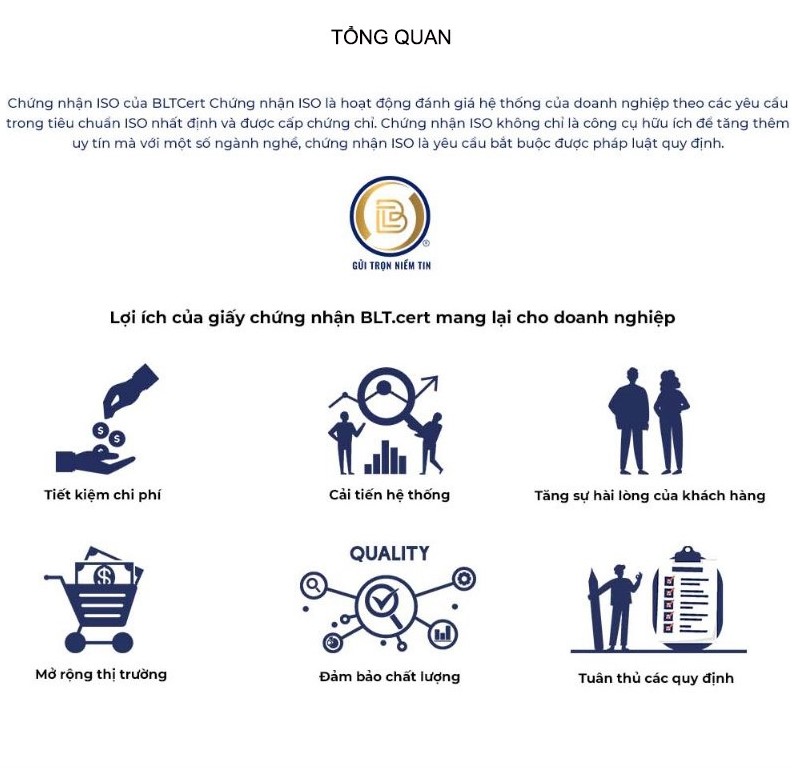 TỔNG QUAN
Chứng nhận ISO của BLTCert Chứng nhận ISO là hoạt động đánh giá hệ thống của doanh nghiệp theo các yêu cầu
trong tiêu chuẩn ISO nhất định và được cấp chứng chỉ. Chứng nhận ISO không chỉ là công cụ hữu ích để tăng thêm
uy tín mà với một số ngành nghề, chứng nhận ISO là yêu cầu bắt buộc được pháp luật quy định.
®
GỬI TRỌN NIỀM TIN
Lợi ích của giấy chứng nhận BLT.cert mang lại cho doanh nghiệp
$
$
Tiết kiệm chi phí
Cải tiến hệ thống
Tăng sự hài lòng của khách hàng
$
QUALITY
Mở rộng thị trường
Đảm bảo chất lượng
Tuân thủ các quy định